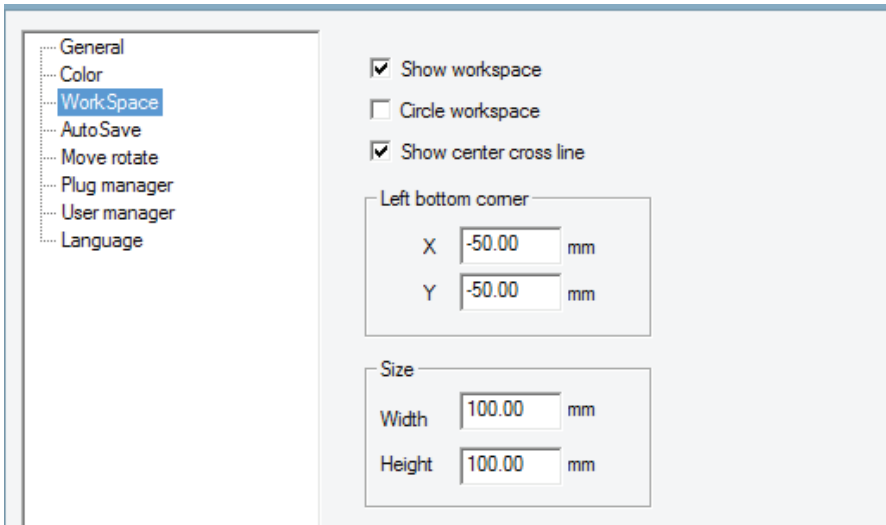 General
Color
WorkSpace
AutoSave
Move rotate
Plug manager
User manager
Language
Show workspace
Circle workspace
Show center cross line
Left bottom corner
X -50.00 mm
Y -50.00 mm
Size
Width 100.00 mm
Height 100.00 mm